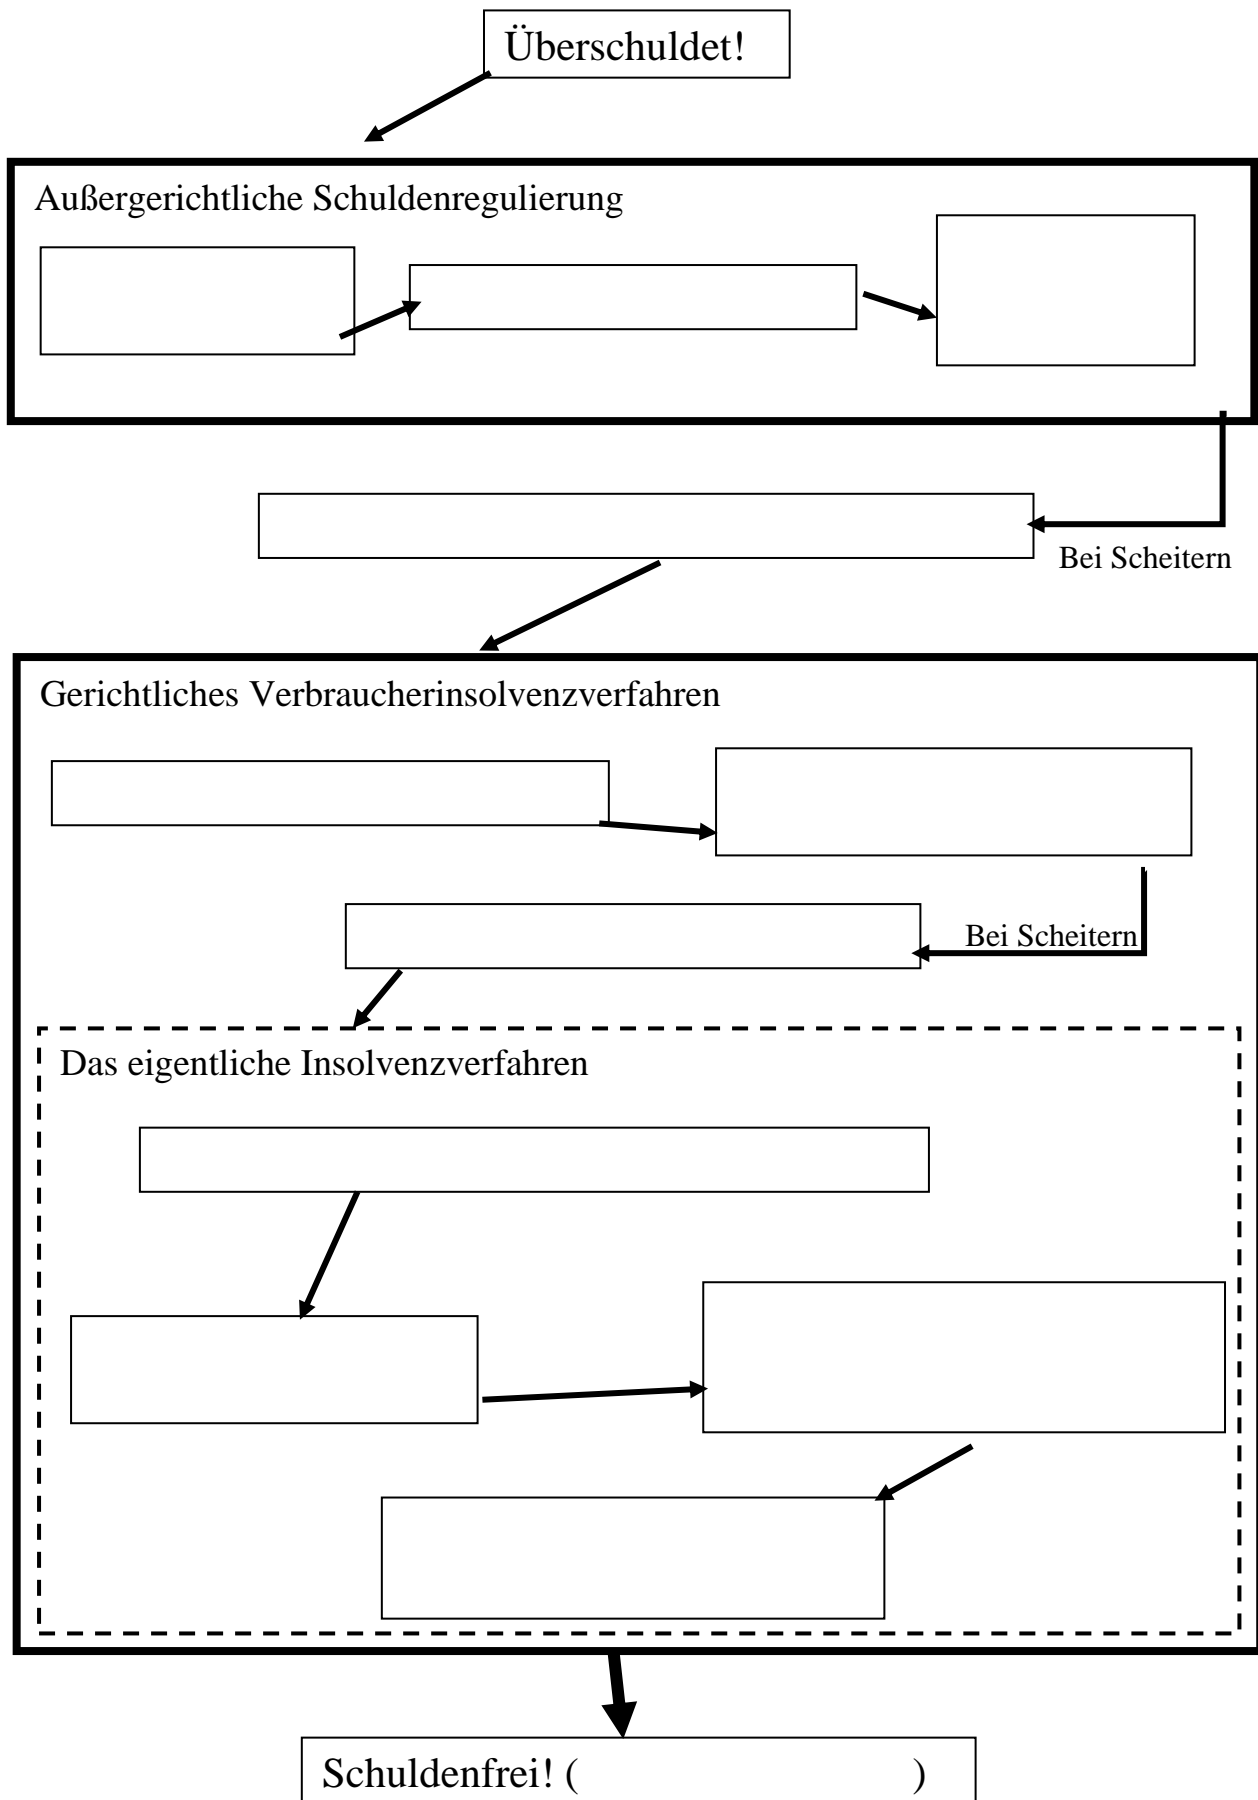 Überschuldet!
Außergerichtliche Schuldenregulierung
Bei Scheitern
Gerichtliches Verbraucherinsolvenzverfahren
Bei Scheitern
Das eigentliche Insolvenzverfahren
Schuldenfrei! ( )